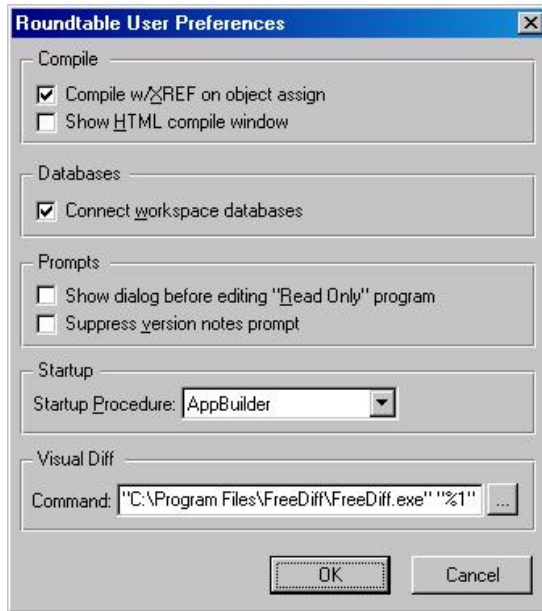 Roundtable User Preferences
Compile
Compile w/XREF on object assign
Show HTML compile window
Databases
Connect workspace databases
Prompts
Show dialog before editing "Read Only" program
Suppress version notes prompt
Startup
Startup Procedure: AppBuilder
Visual Diff
Command: "C:\Program Files\FreeDiff\FreeDiff.exe" "%1" ...
OK Cancel